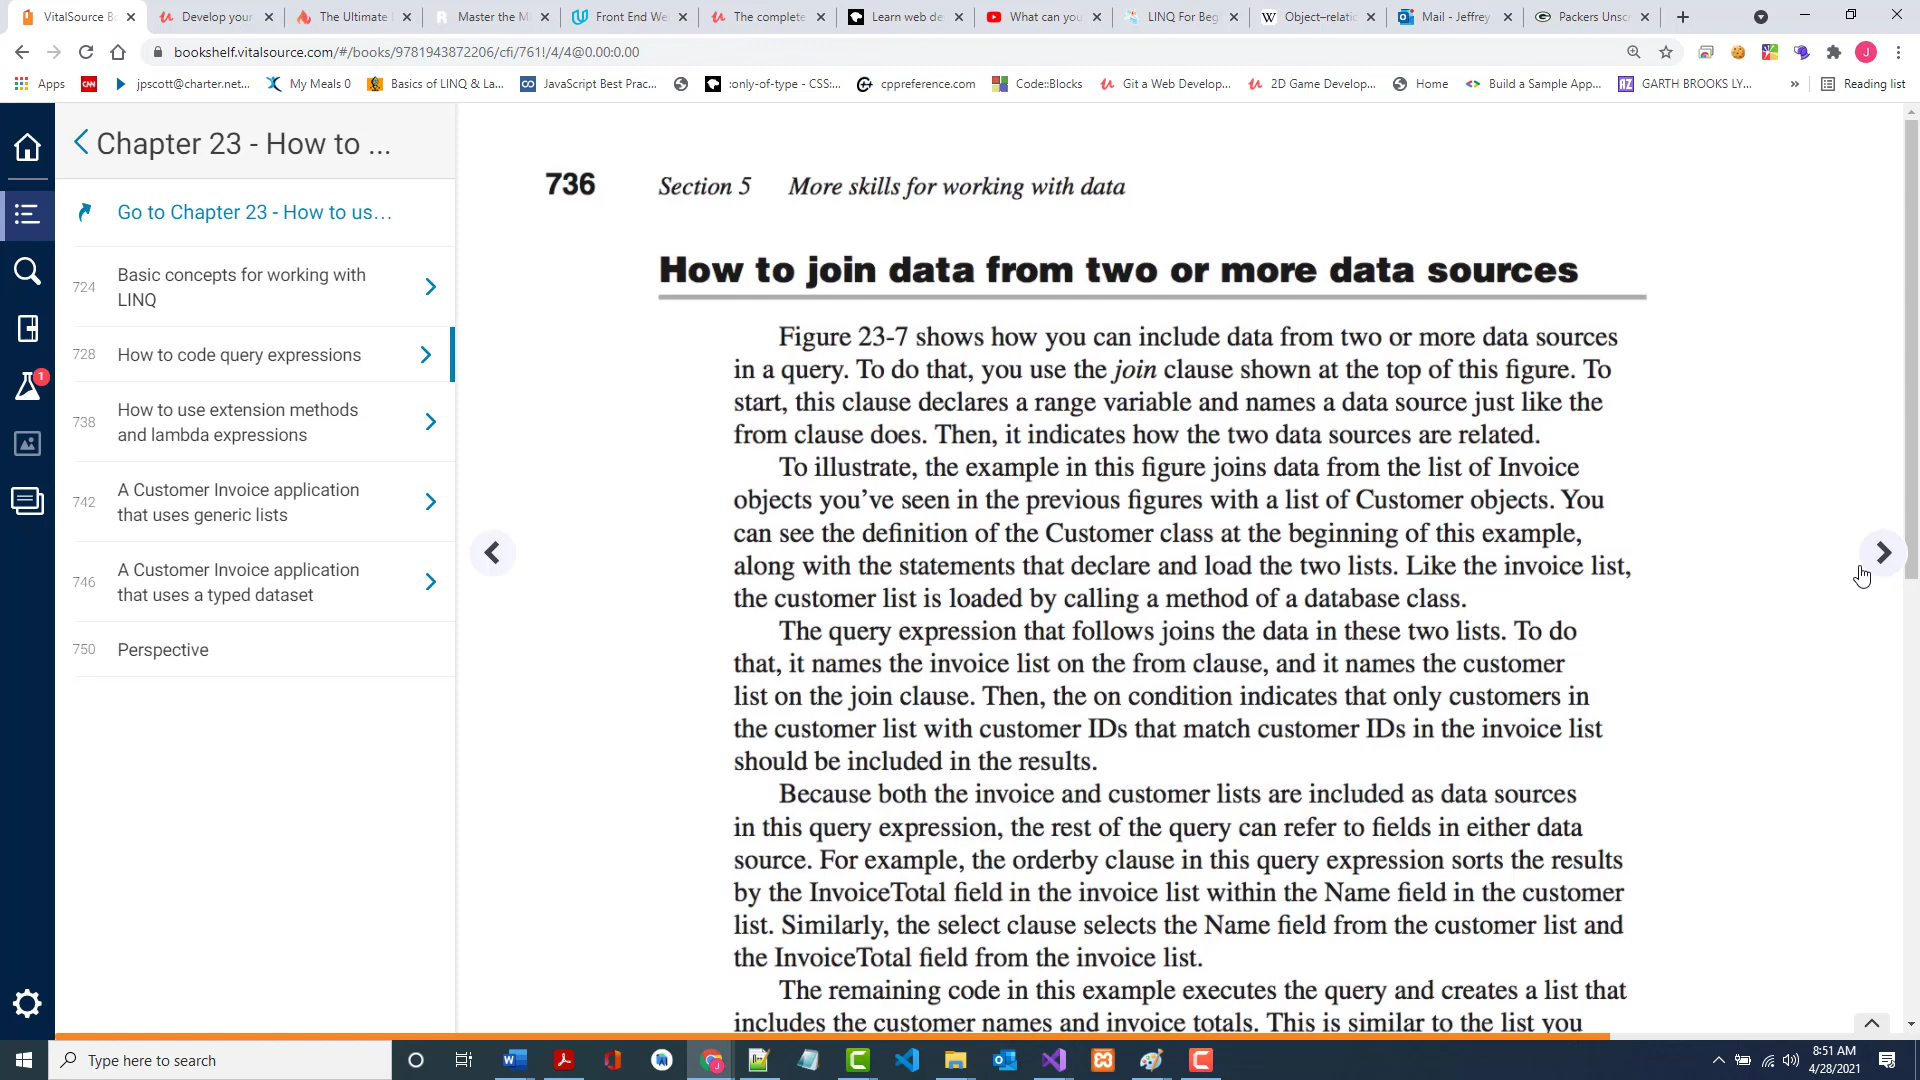 VitalSource B
Develop your
The Ultimate
Master the M
Front End We
The complete
Learn web de
What can you
LINQ For Beg
Object–relatio
Mail - Jeffrey
Packers Unsc
bookshelf.vitalsource.com/#/books/9781943872206/cfi/761!/4/4@0.00:0.00
J
Apps
CNN
jpscott@charter.net...
My Meals 0
Basics of LINQ & La...
JavaScript Best Prac...
:only-of-type - CSS:...
cppreference.com
Code::Blocks
Git a Web Develop...
2D Game Develop...
Home
Build a Sample App...
GARTH BROOKS LY...
»
Reading list
Chapter 23 - How to ...
Go to Chapter 23 - How to us...
724 Basic concepts for working with
LINQ
728 How to code query expressions
738 How to use extension methods
and lambda expressions
742 A Customer Invoice application
that uses generic lists
746 A Customer Invoice application
that uses a typed dataset
750 Perspective
1
736 Section 5 More skills for working with data
How to join data from two or more data sources
Figure 23-7 shows how you can include data from two or more data sources
in a query. To do that, you use the join clause shown at the top of this figure. To
start, this clause declares a range variable and names a data source just like the
from clause does. Then, it indicates how the two data sources are related.
To illustrate, the example in this figure joins data from the list of Invoice
objects you’ve seen in the previous figures with a list of Customer objects. You
can see the definition of the Customer class at the beginning of this example,
along with the statements that declare and load the two lists. Like the invoice list,
the customer list is loaded by calling a method of a database class.
The query expression that follows joins the data in these two lists. To do
that, it names the invoice list on the from clause, and it names the customer
list on the join clause. Then, the on condition indicates that only customers in
the customer list with customer IDs that match customer IDs in the invoice list
should be included in the results.
Because both the invoice and customer lists are included as data sources
in this query expression, the rest of the query can refer to fields in either data
source. For example, the orderby clause in this query expression sorts the results
by the InvoiceTotal field in the invoice list within the Name field in the customer
list. Similarly, the select clause selects the Name field from the customer list and
the InvoiceTotal field from the invoice list.
The remaining code in this example executes the query and creates a list that
includes the customer names and invoice totals. This is similar to the list you
Type here to search
8:51 AM
4/28/2021